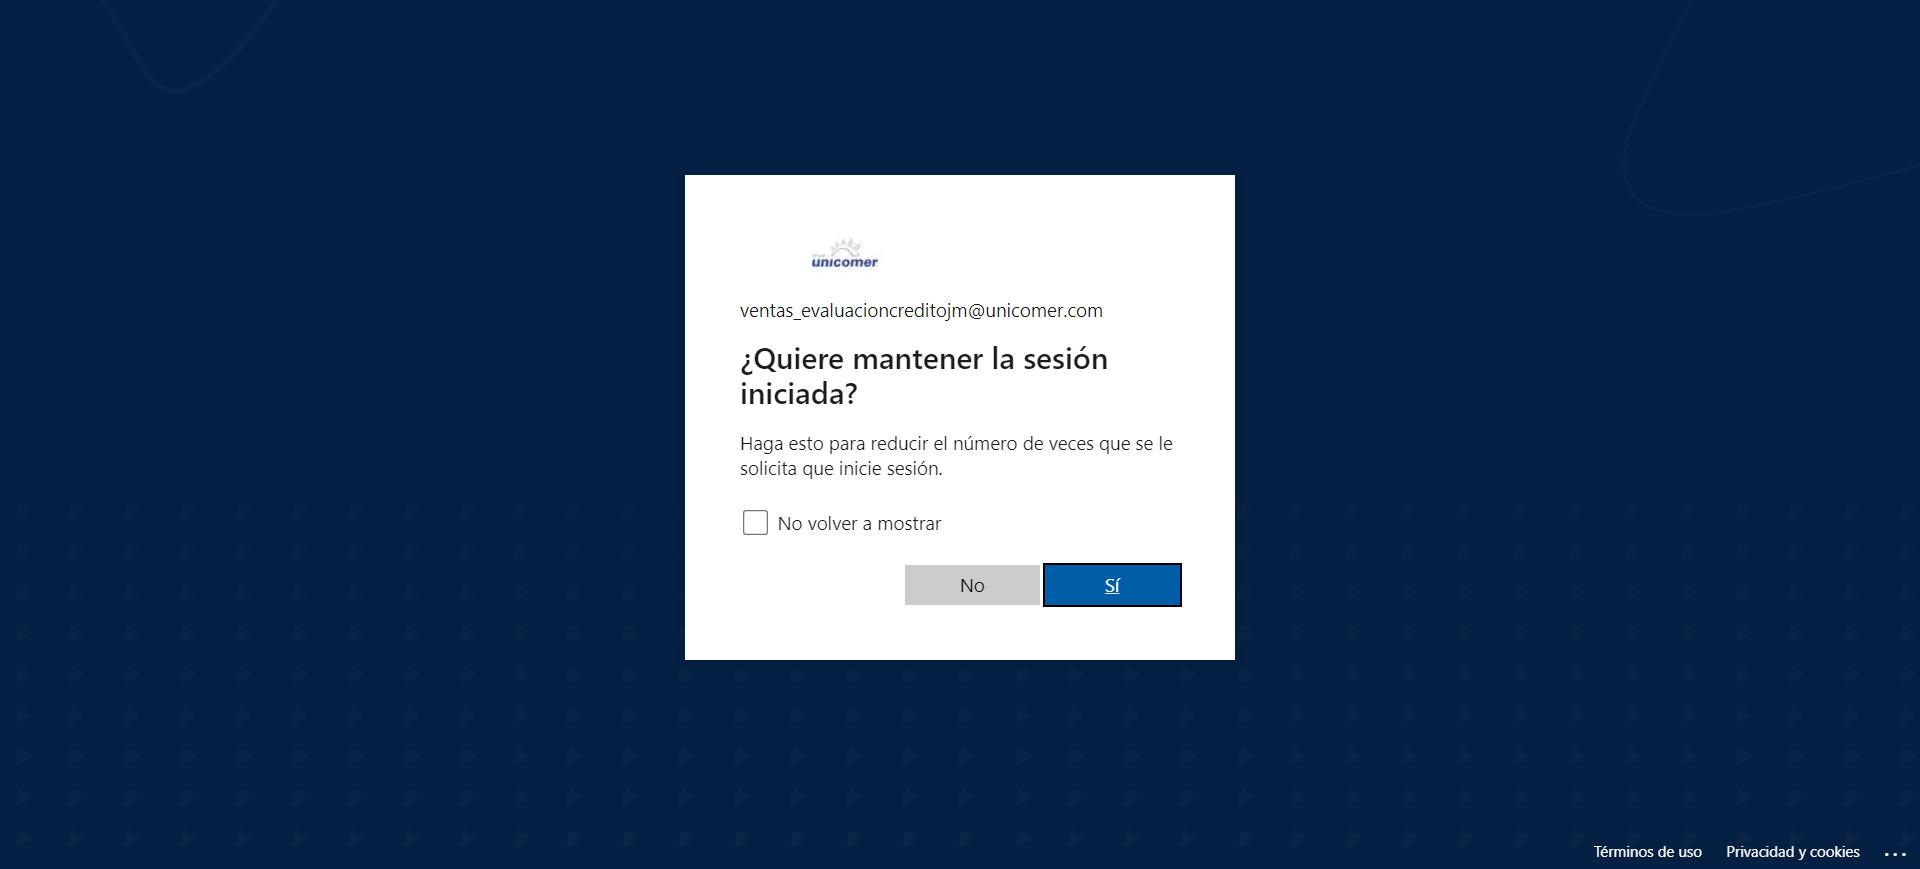 unicomer
ventas_evaluacioncreditojm@unicomer.com
¿Quiere mantener la sesión
iniciada?
Haga esto para reducir el número de veces que se le
solicita que inicie sesión.
No volver a mostrar
No
Sí
Términos de uso
Privacidad y cookies
...